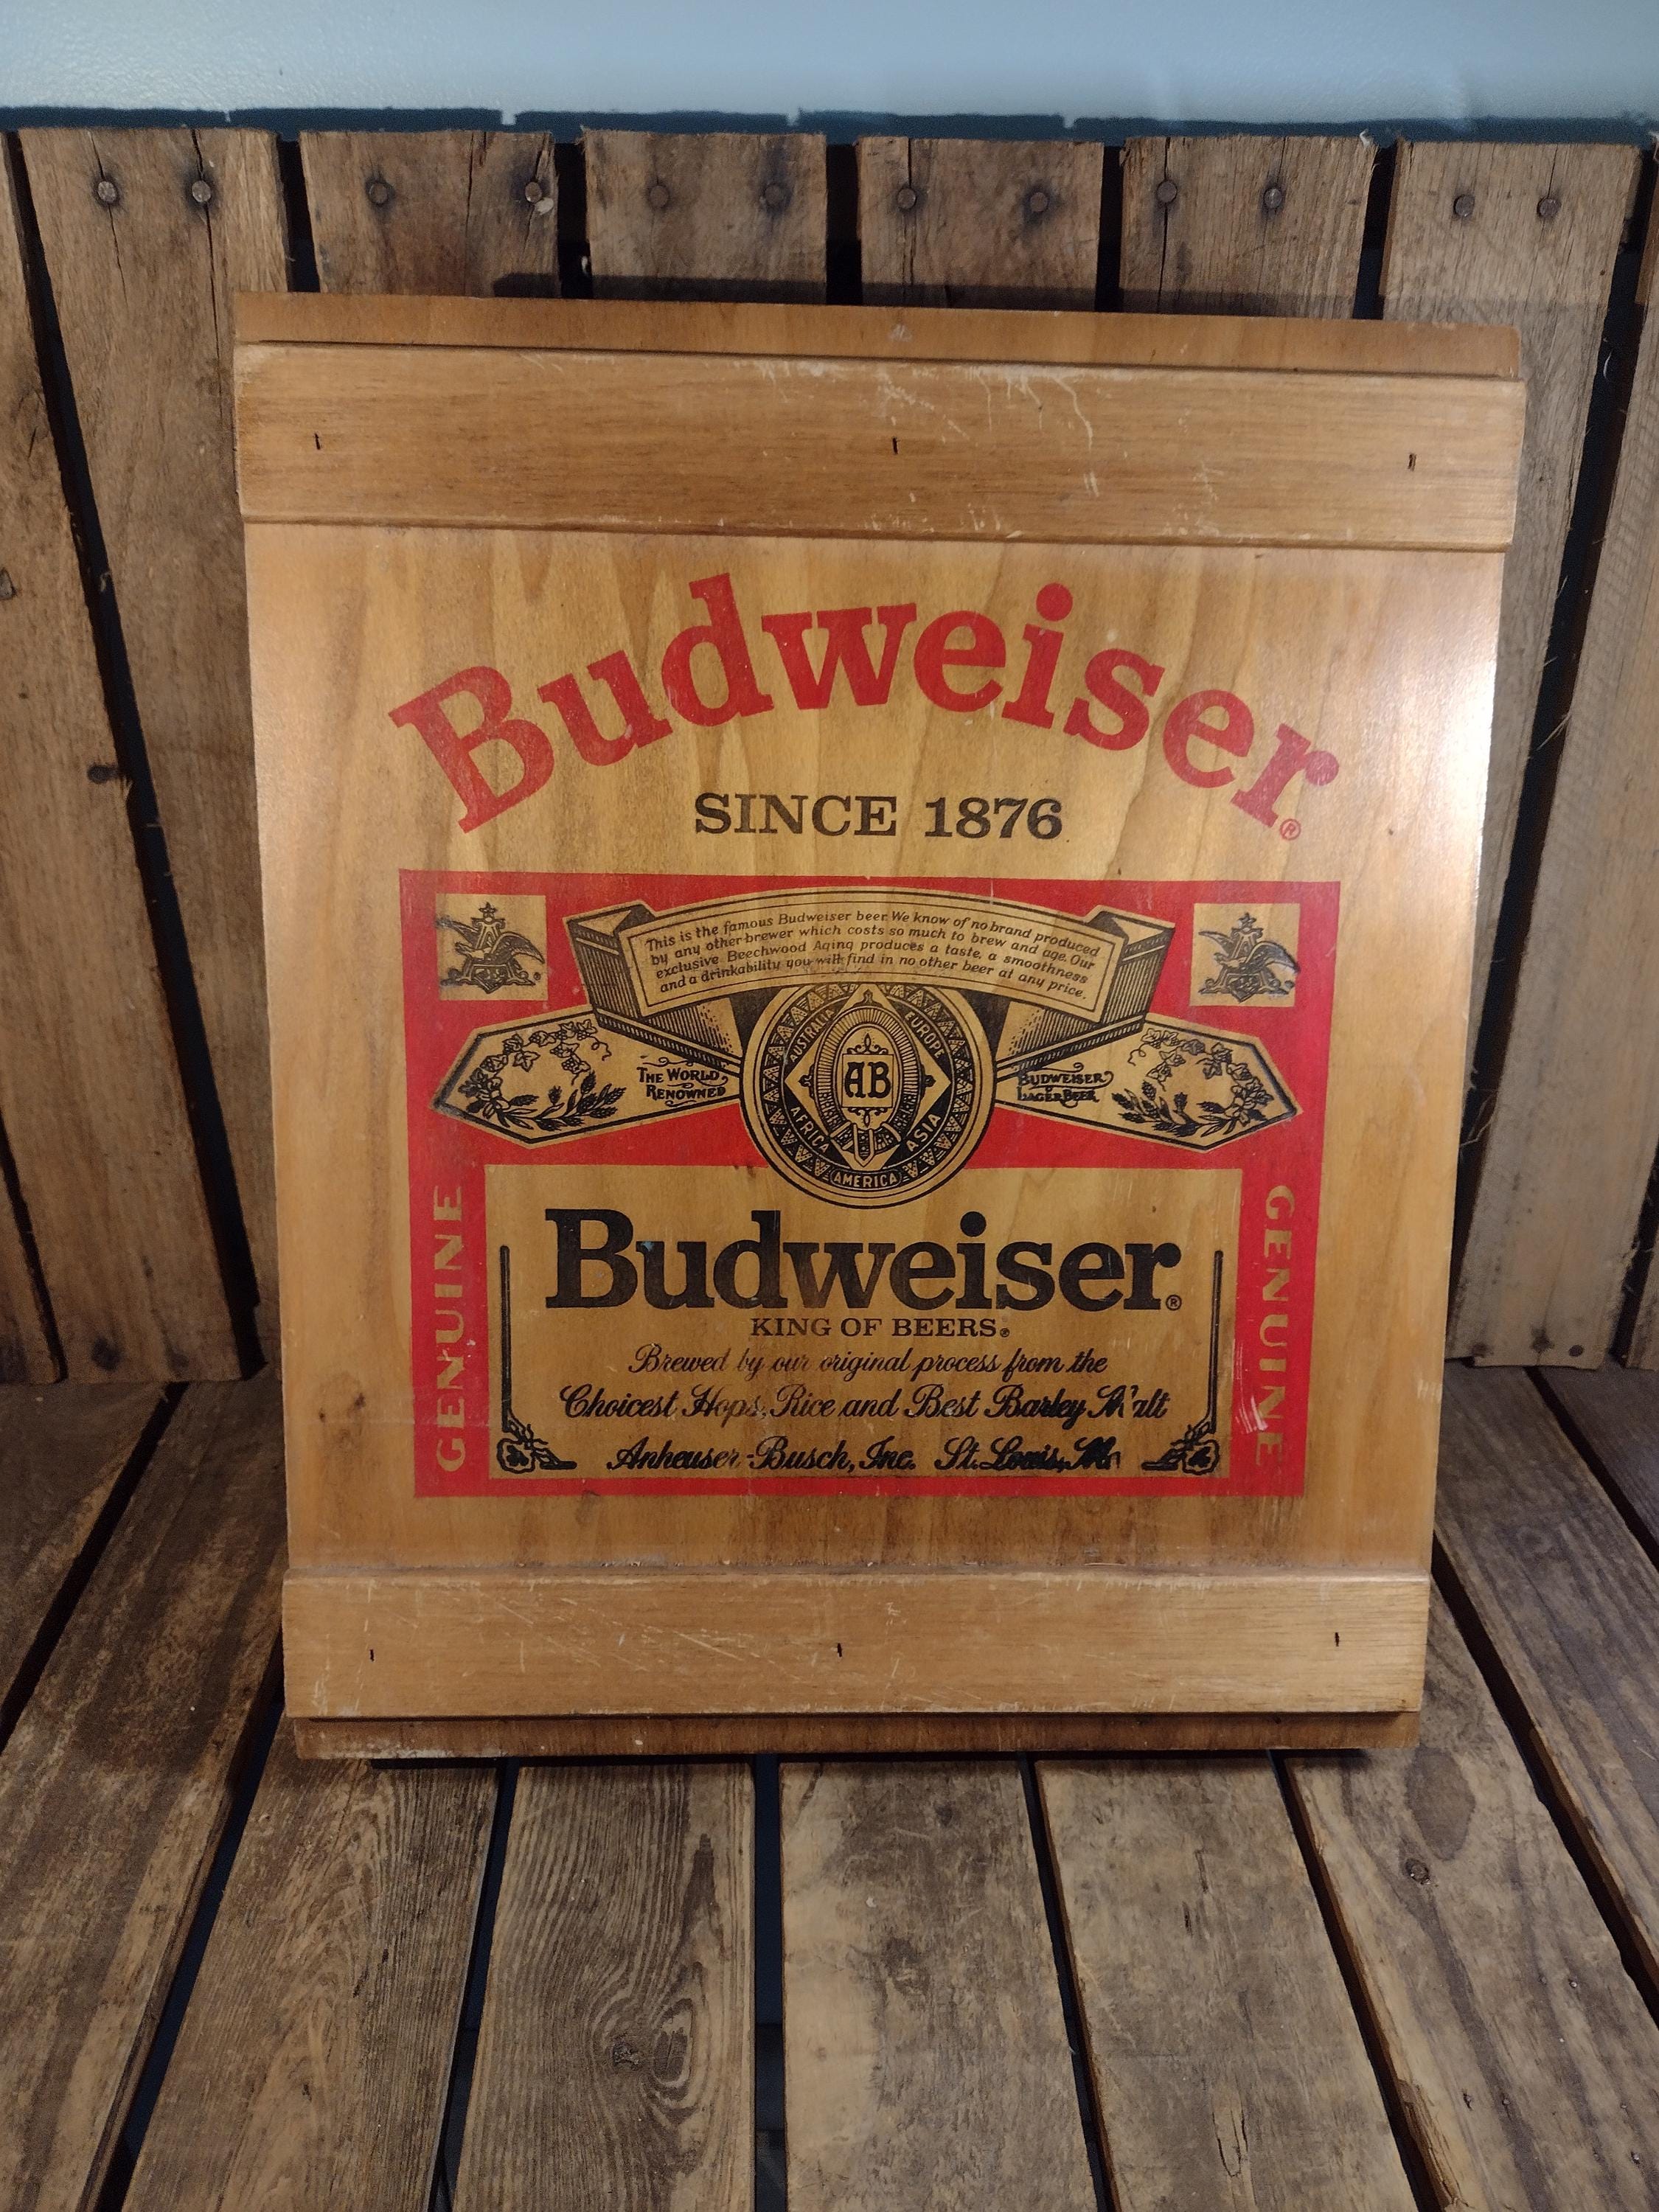 Budweiser®
SINCE 1876
This is the famous Budweiser beer. We know of no brand produced
by any other brewer which costs so much to brew and age. Our
exclusive Beechwood Aging produces a taste, a smoothness
and a drinkability you will find in no other beer at any price.
THE WORLD
RENOWNED
AUSTRALIA
EUROPE
AB
AFRICA
ASIA
AMERICA
BUDWEISER
LAGER BEER
GENUINE
GENUINE
Budweiser®
KING OF BEERS®
Brewed by our original process from the
Choicest Hops, Rice and Best Barley Malt
Anheuser-Busch, Inc. St. Louis, Mo